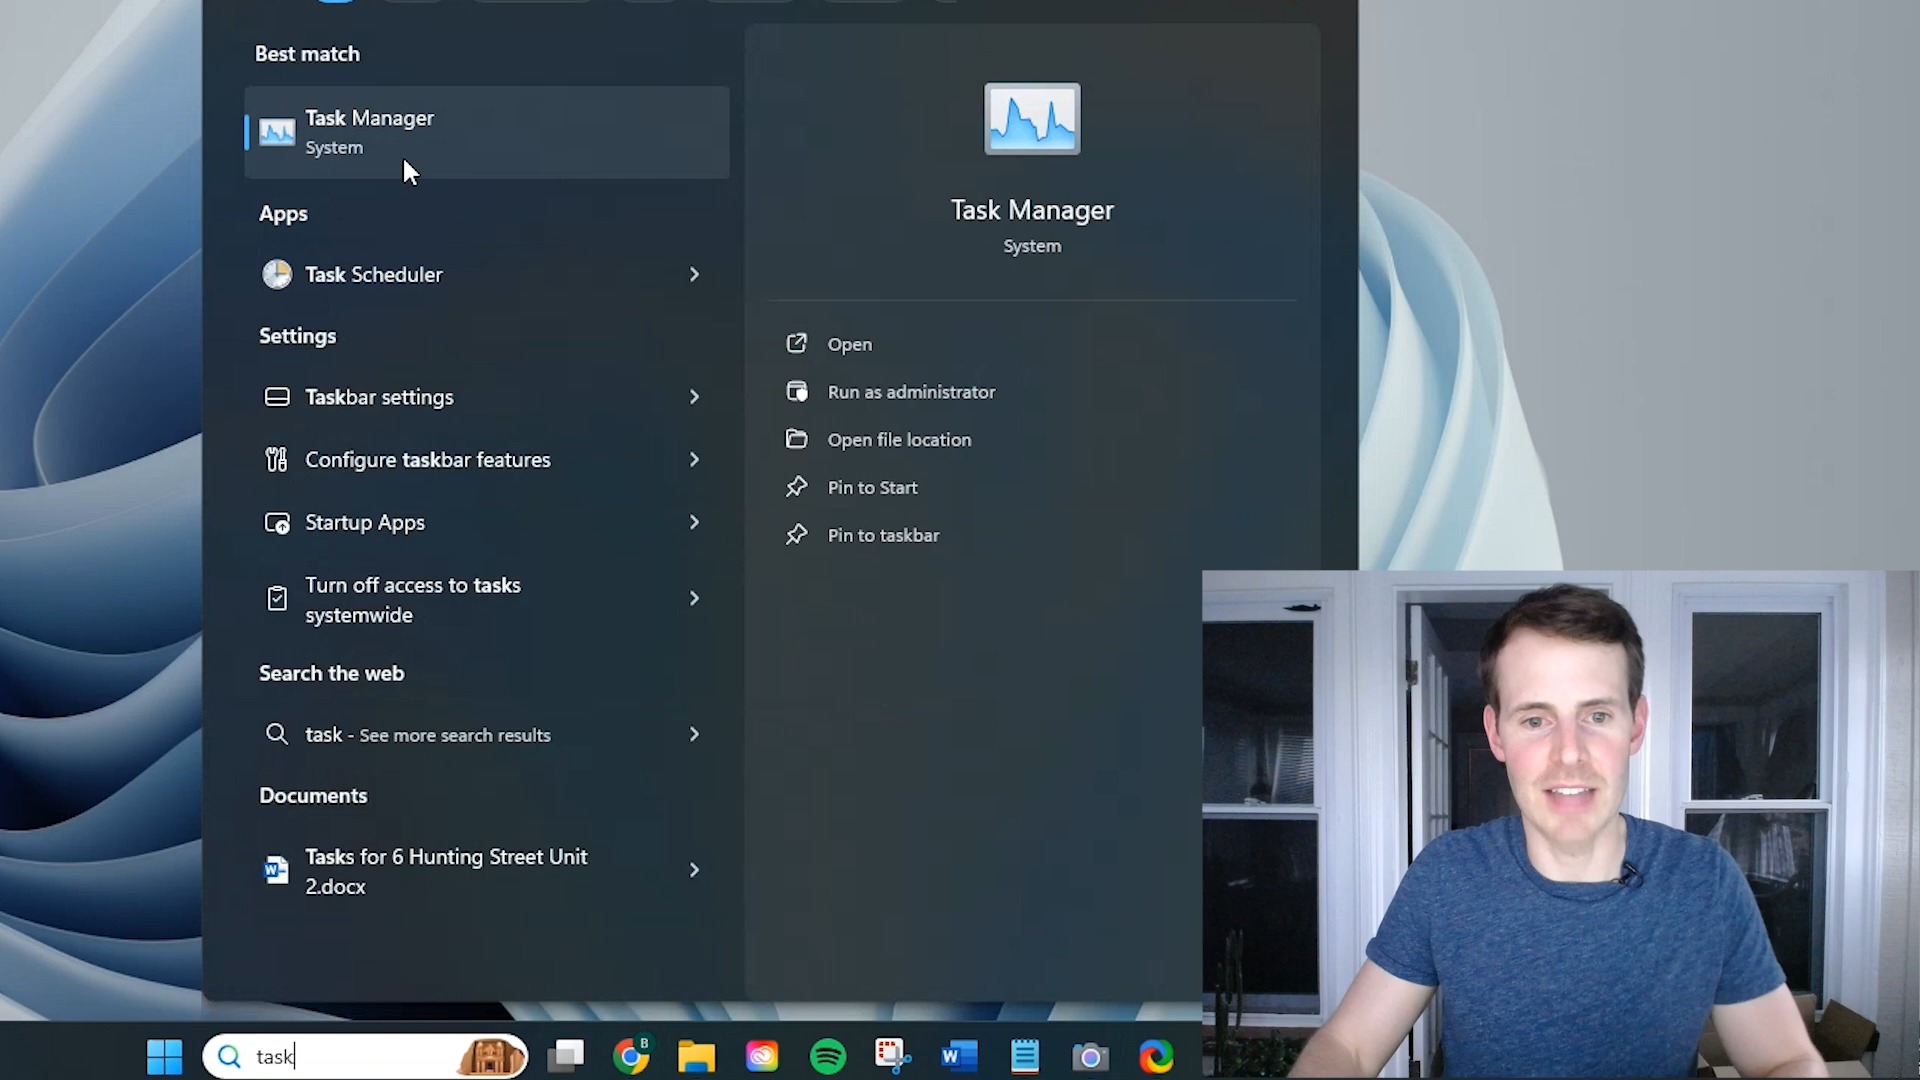 Best match
Task Manager
System
Apps
Task Scheduler
Settings
Taskbar settings
Configure taskbar features
Startup Apps
Turn off access to tasks
systemwide
Search the web
task - See more search results
Documents
Tasks for 6 Hunting Street Unit
2.docx
Task Manager
System
Open
Run as administrator
Open file location
Pin to Start
Pin to taskbar
task
B
W